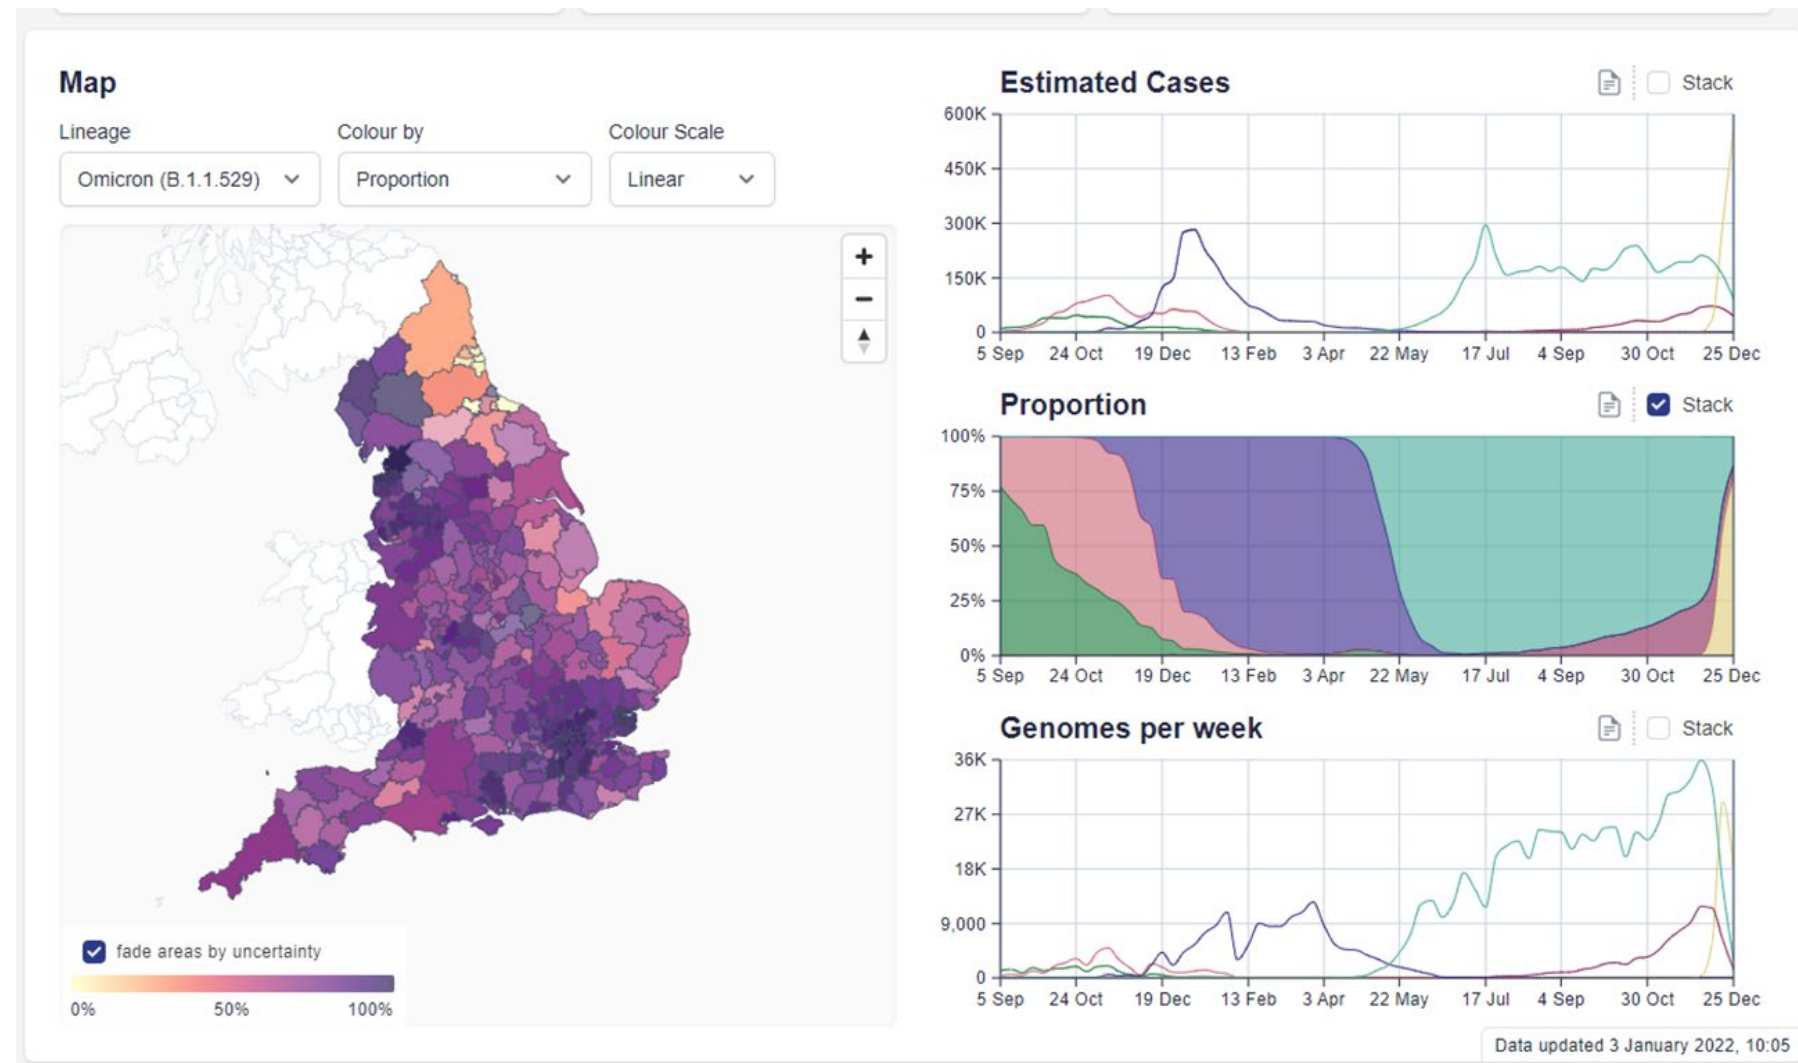 Map
Lineage
Colour by
Colour Scale
Omicron (B.1.1.529)
Proportion
Linear
+
−
fade areas by uncertainty
0%
50%
100%
Estimated Cases
Stack
600K
450K
300K
150K
0
5 Sep 24 Oct 19 Dec 13 Feb 3 Apr 22 May 17 Jul 4 Sep 30 Oct 25 Dec
Proportion
Stack
100%
75%
50%
25%
0%
5 Sep 24 Oct 19 Dec 13 Feb 3 Apr 22 May 17 Jul 4 Sep 30 Oct 25 Dec
Genomes per week
Stack
36K
27K
18K
9,000
0
5 Sep 24 Oct 19 Dec 13 Feb 3 Apr 22 May 17 Jul 4 Sep 30 Oct 25 Dec
Data updated 3 January 2022, 10:05